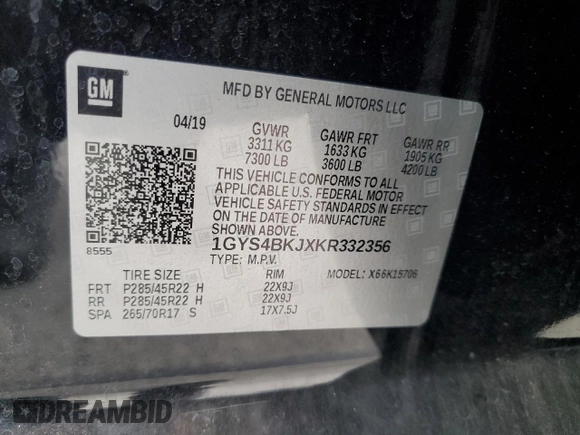 GM
MFD BY GENERAL MOTORS LLC
04/19 GVWR GAWR FRT GAWR RR
3311 KG 1633 KG 1905 KG
7300 LB 3600 LB 4200 LB
THIS VEHICLE CONFORMS TO ALL
APPLICABLE U.S. FEDERAL MOTOR
VEHICLE SAFETY STANDARDS IN EFFECT
ON THE DATE OF MANUFACTURE
SHOWN ABOVE.
8555 1GYS4BKJXKR332356
TYPE: M.P.V. MODEL: X66K15706
TIRE SIZE RIM
FRT P285/45R22 H 22X9J
RR P285/45R22 H 22X9J
SPA 265/70R17 S 17X7.5J
DREAMBID